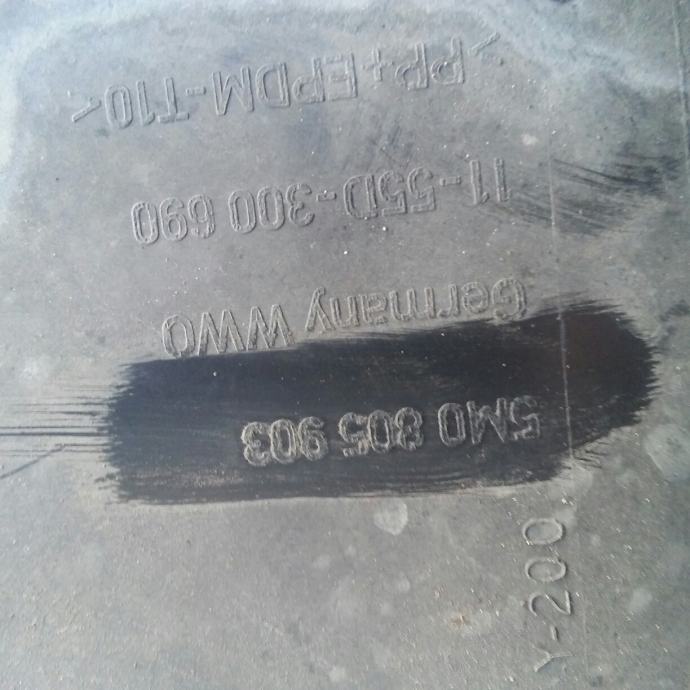 Y-200
5M0 805 903
Germany WWO
11-55D-300 690
>PP+EPDM-T10<